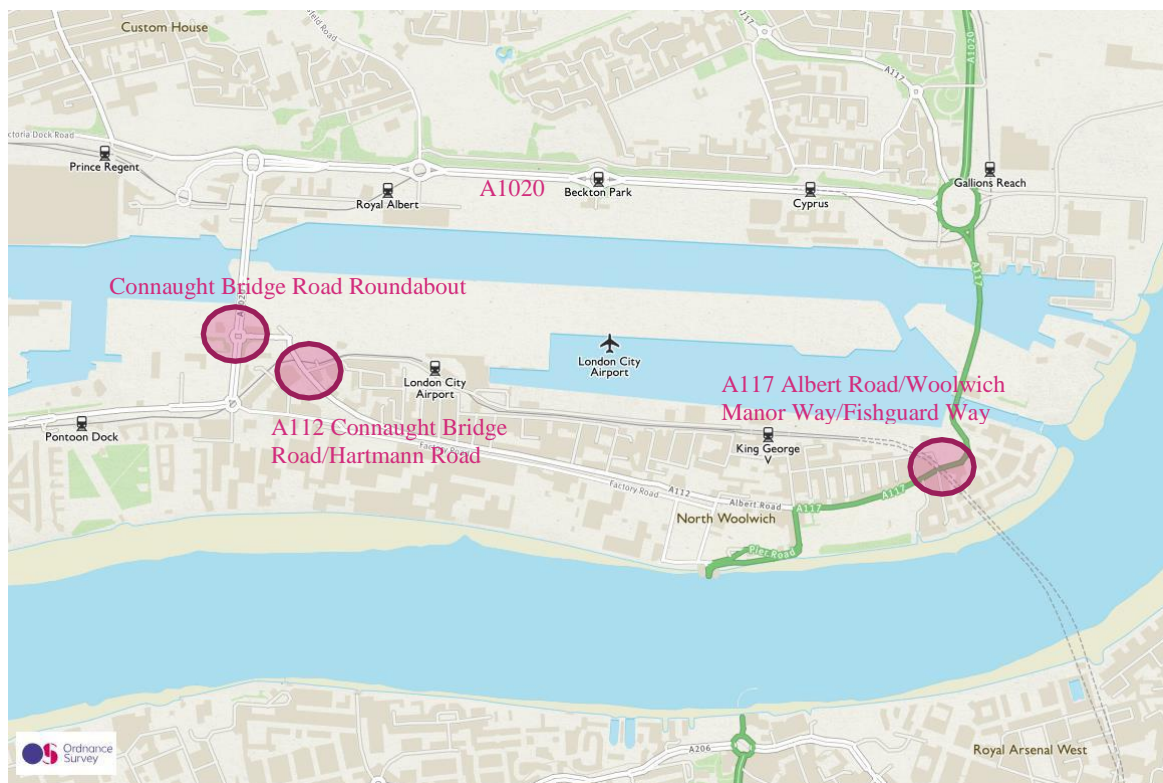 Custom House
A117
A1020
A117
Prince Regent
Royal Albert
A1020
Beckton Park
Cyprus
Gallions Reach
A117
Connaught Bridge Road Roundabout
London City
Airport
London City
Airport
A117 Albert Road/Woolwich
Manor Way/Fishguard Way
Pontoon Dock
A112 Connaught Bridge
Road/Hartmann Road
King George
V
Factory Road
A112
Albert Road
A117
A117
North Woolwich
Pier Road
A206
Royal Arsenal West
Ordnance
Survey